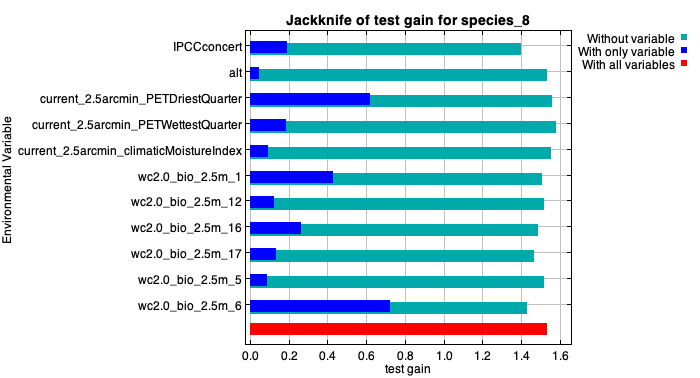 Jackknife of test gain for species_8
Without variable
With only variable
With all variables
Environmental Variable
IPCCconcert
alt
current_2.5arcmin_PETDriestQuarter
current_2.5arcmin_PETWettestQuarter
current_2.5arcmin_climaticMoistureIndex
wc2.0_bio_2.5m_1
wc2.0_bio_2.5m_12
wc2.0_bio_2.5m_16
wc2.0_bio_2.5m_17
wc2.0_bio_2.5m_5
wc2.0_bio_2.5m_6
0.0 0.2 0.4 0.6 0.8 1.0 1.2 1.4 1.6
test gain